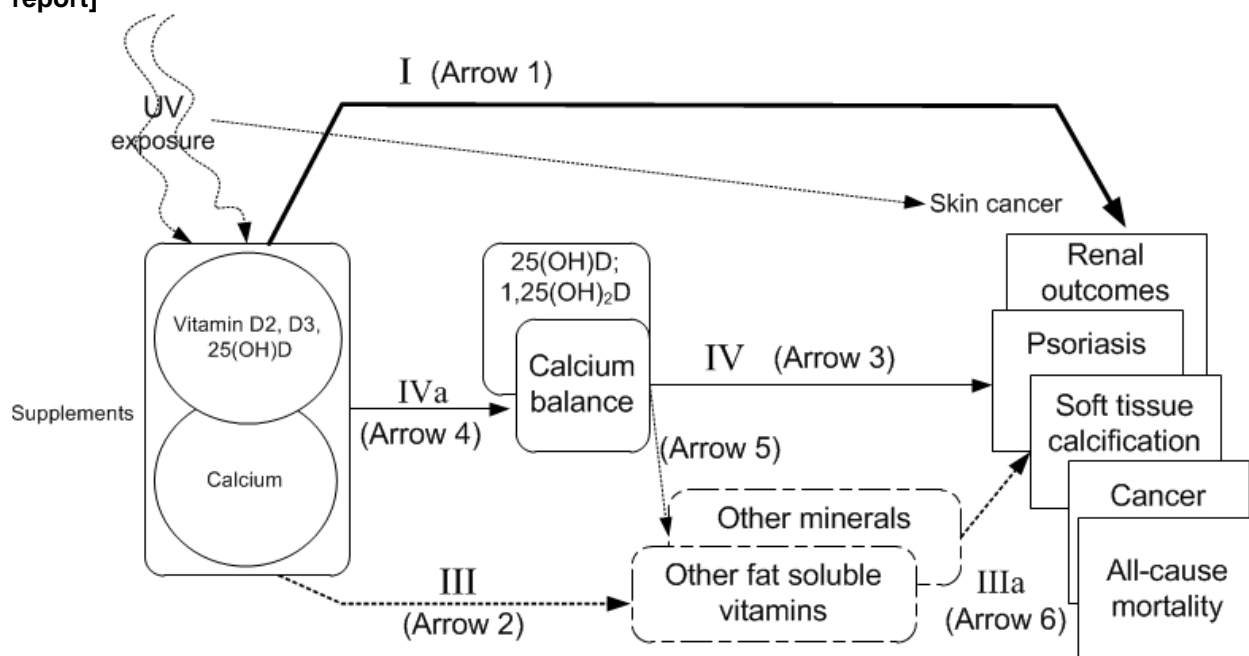 report]
I (Arrow 1)
UV
exposure
Skin cancer
Renal
outcomes
25(OH)D;
1,25(OH)₂D
Vitamin D2, D3,
25(OH)D
Psoriasis
Calcium
balance
IV (Arrow 3)
IVa
(Arrow 4)
Supplements
Soft tissue
calcification
(Arrow 5)
Calcium
Cancer
Other minerals
Other fat soluble
vitamins
III
(Arrow 2)
IIIa
(Arrow 6)
All-cause
mortality